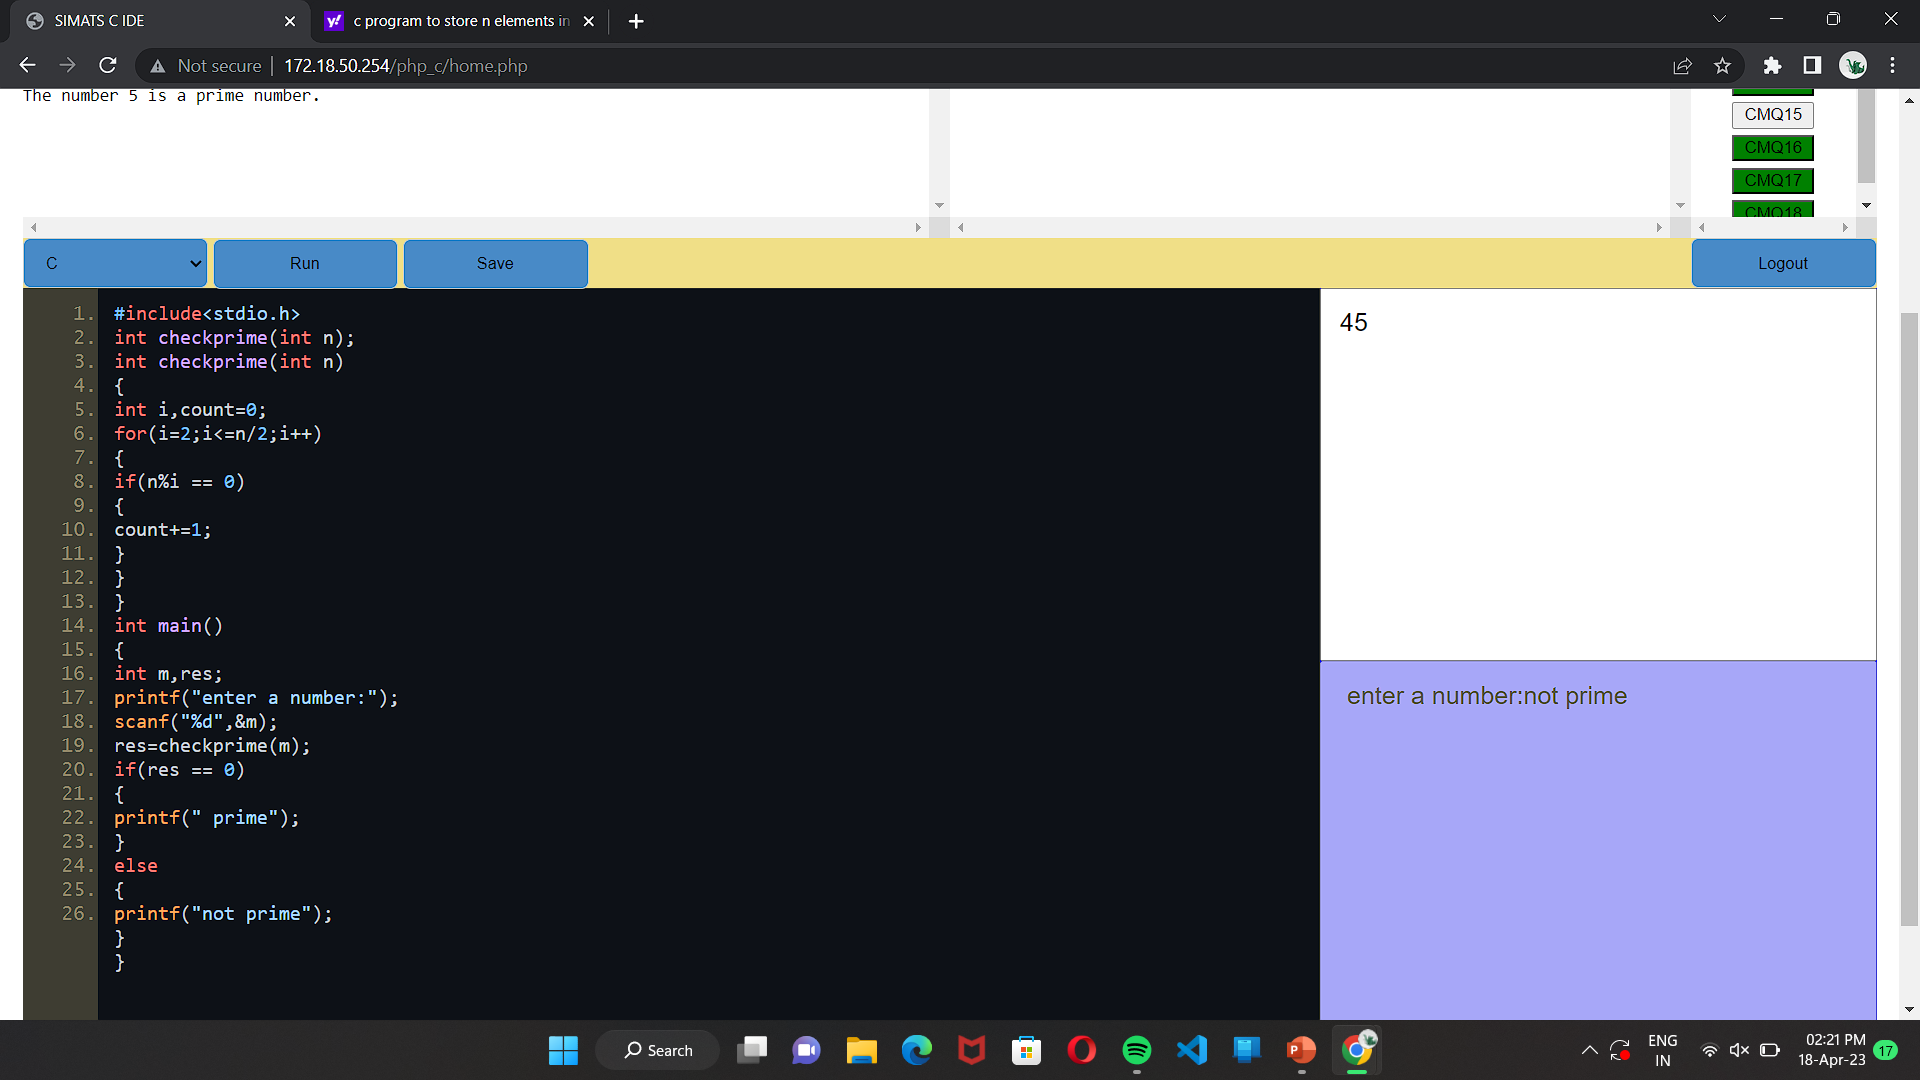 SIMATS C IDE
c program to store n elements in
Not secure
172.18.50.254/php_c/home.php
The number 5 is a prime number.
CMQ15
CMQ16
CMQ17
CMQ18
C
Run
Save
Logout
1. #include<stdio.h>
2. int checkprime(int n);
3. int checkprime(int n)
4. {
5. int i,count=0;
6. for(i=2;i<=n/2;i++)
7. {
8. if(n%i == 0)
9. {
10. count+=1;
11. }
12. }
13. }
14. int main()
15. {
16. int m,res;
17. printf("enter a number:");
18. scanf("%d",&m);
19. res=checkprime(m);
20. if(res == 0)
21. {
22. printf(" prime");
23. }
24. else
25. {
26. printf("not prime");
}
}
45
enter a number:not prime
Search
ENG
IN
02:21 PM
18-Apr-23
17